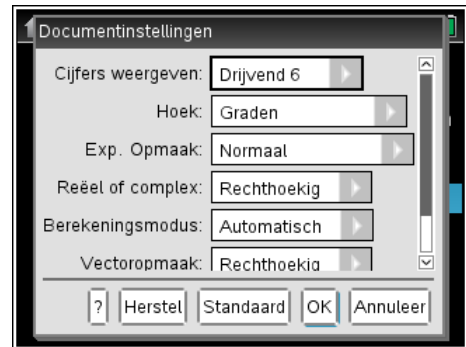 Documentinstellingen
Cijfers weergeven: Drijvend 6
Hoek: Graden
Exp. Opmaak: Normaal
Reëel of complex: Rechthoekig
Berekeningsmodus: Automatisch
Vectoropmaak: Rechthoekig
? Herstel Standaard OK Annuleer